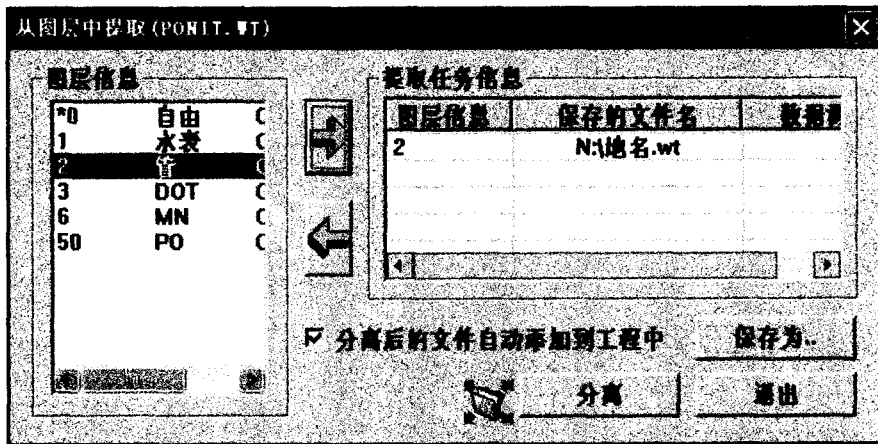 从图层中提取(PONIT.WT)
图层信息
*0 自由 C
1 水表 C
2 管 C
3 DOT C
6 MN C
50 PO C
提取任务信息
图层信息 保存的文件名 数据
2 N:\地名.wt
分离后的文件自动添加到工程中
保存为..
分离
退出